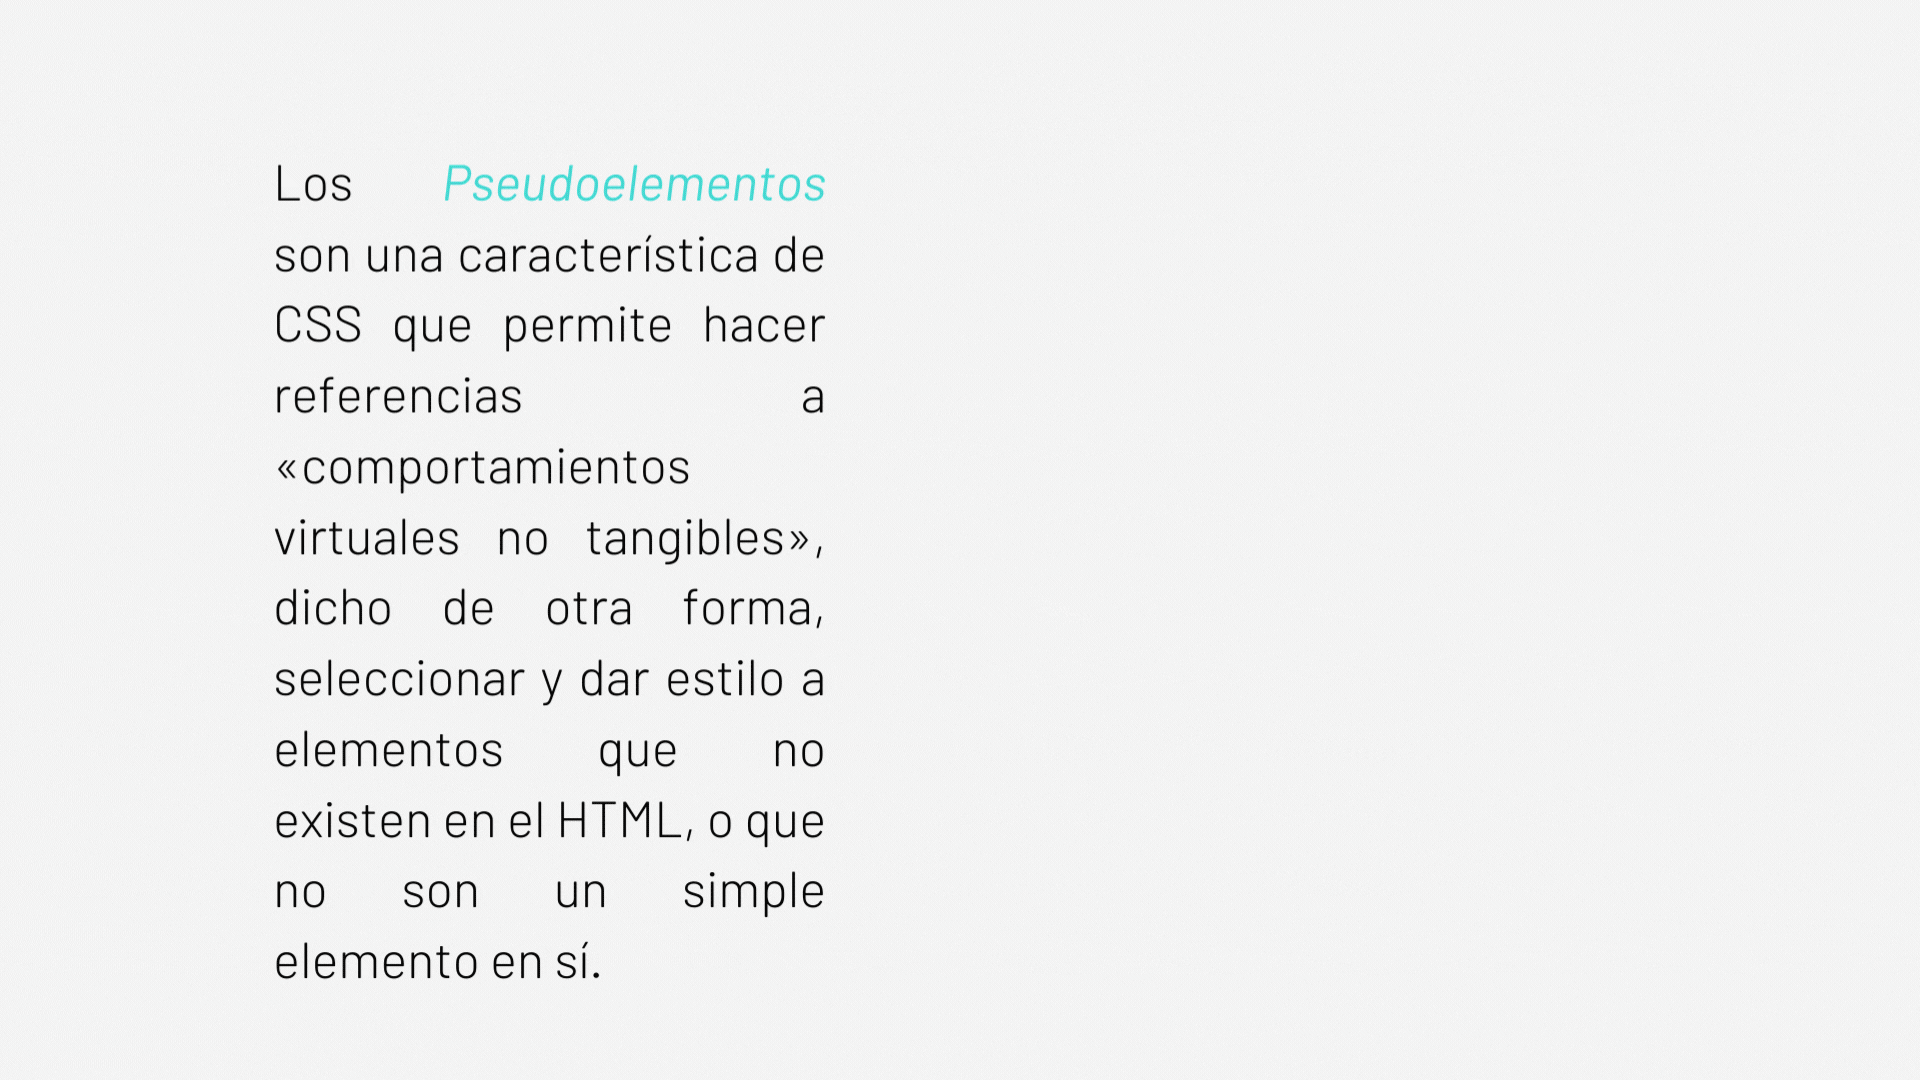 Los Pseudoelementos
son una característica de
CSS que permite hacer
referencias a
«comportamientos
virtuales no tangibles»,
dicho de otra forma,
seleccionar y dar estilo a
elementos que no
existen en el HTML, o que
no son un simple
elemento en sí.